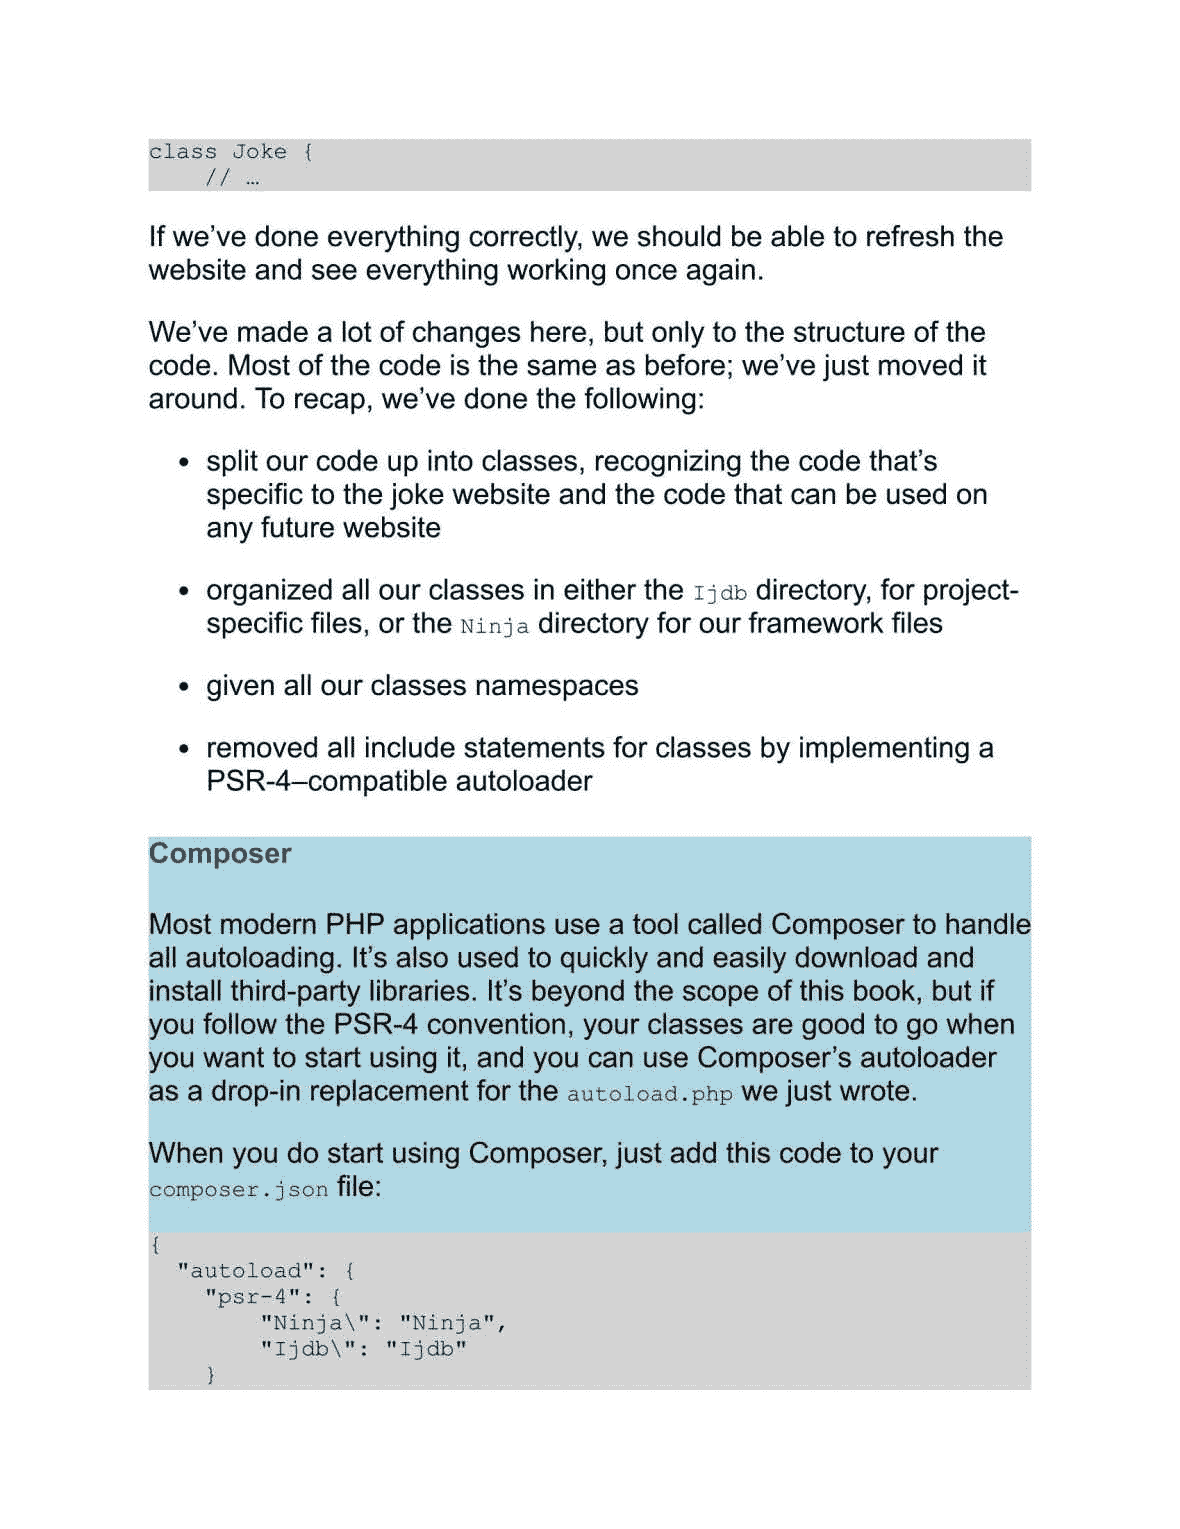 class Joke {
    // …
If we’ve done everything correctly, we should be able to refresh the
website and see everything working once again.
We’ve made a lot of changes here, but only to the structure of the
code. Most of the code is the same as before; we’ve just moved it
around. To recap, we’ve done the following:
• split our code up into classes, recognizing the code that’s
specific to the joke website and the code that can be used on
any future website
• organized all our classes in either the Ijdb directory, for project-
specific files, or the Ninja directory for our framework files
• given all our classes namespaces
• removed all include statements for classes by implementing a
PSR-4–compatible autoloader
Composer
Most modern PHP applications use a tool called Composer to handle
all autoloading. It’s also used to quickly and easily download and
install third-party libraries. It’s beyond the scope of this book, but if
you follow the PSR-4 convention, your classes are good to go when
you want to start using it, and you can use Composer’s autoloader
as a drop-in replacement for the autoload.php we just wrote.
When you do start using Composer, just add this code to your
composer.json file:
{
  "autoload": {
    "psr-4": {
        "Ninja\": "Ninja",
        "Ijdb\": "Ijdb"
    }